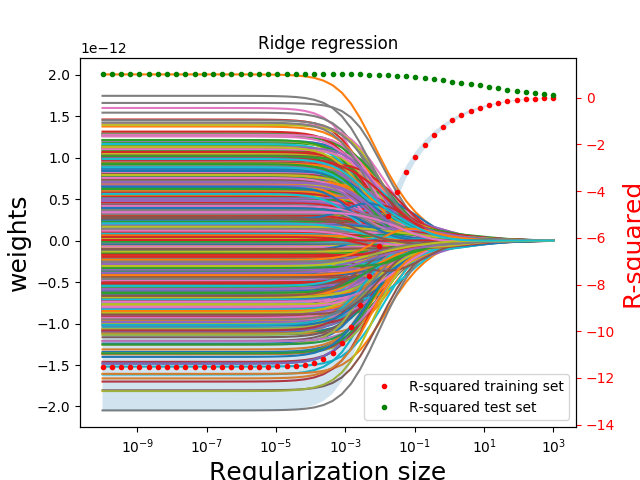 Ridge regression
1e−12
2.0
1.5
1.0
0.5
0.0
−0.5
−1.0
−1.5
−2.0
weights
0
−2
−4
−6
−8
−10
−12
−14
R-squared
R-squared training set
R-squared test set
10⁻⁹ 10⁻⁷ 10⁻⁵ 10⁻³ 10⁻¹ 10¹ 10³
Regularization size